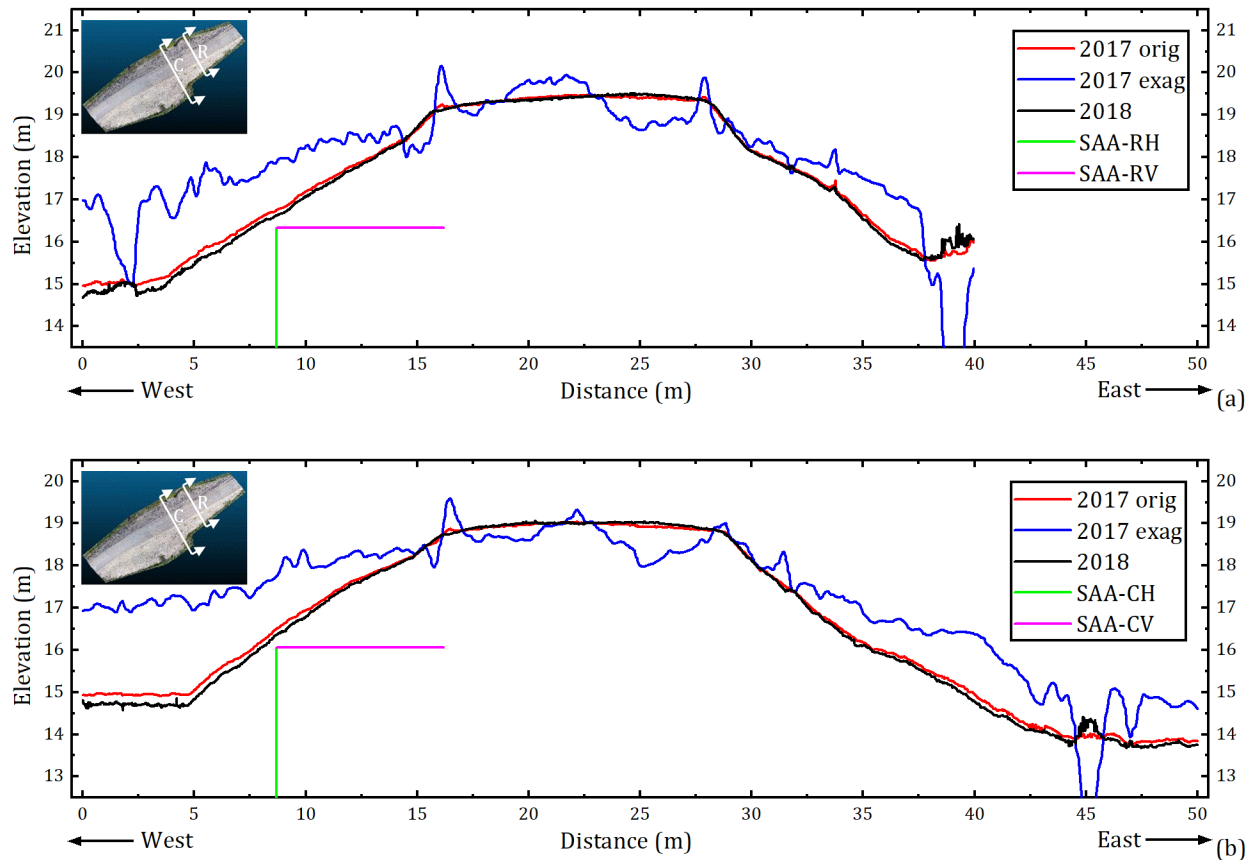 21
20
19
18
17
16
15
14
Elevation (m)
C
R
2017 orig
2017 exag
2018
SAA-RH
SAA-RV
21
20
19
18
17
16
15
14
0 5 10 15 20 25 30 35 40 45 50
West Distance (m) East (a)
20
19
18
17
16
15
14
13
Elevation (m)
C
R
2017 orig
2017 exag
2018
SAA-CH
SAA-CV
20
19
18
17
16
15
14
13
0 5 10 15 20 25 30 35 40 45 50
West Distance (m) East (b)